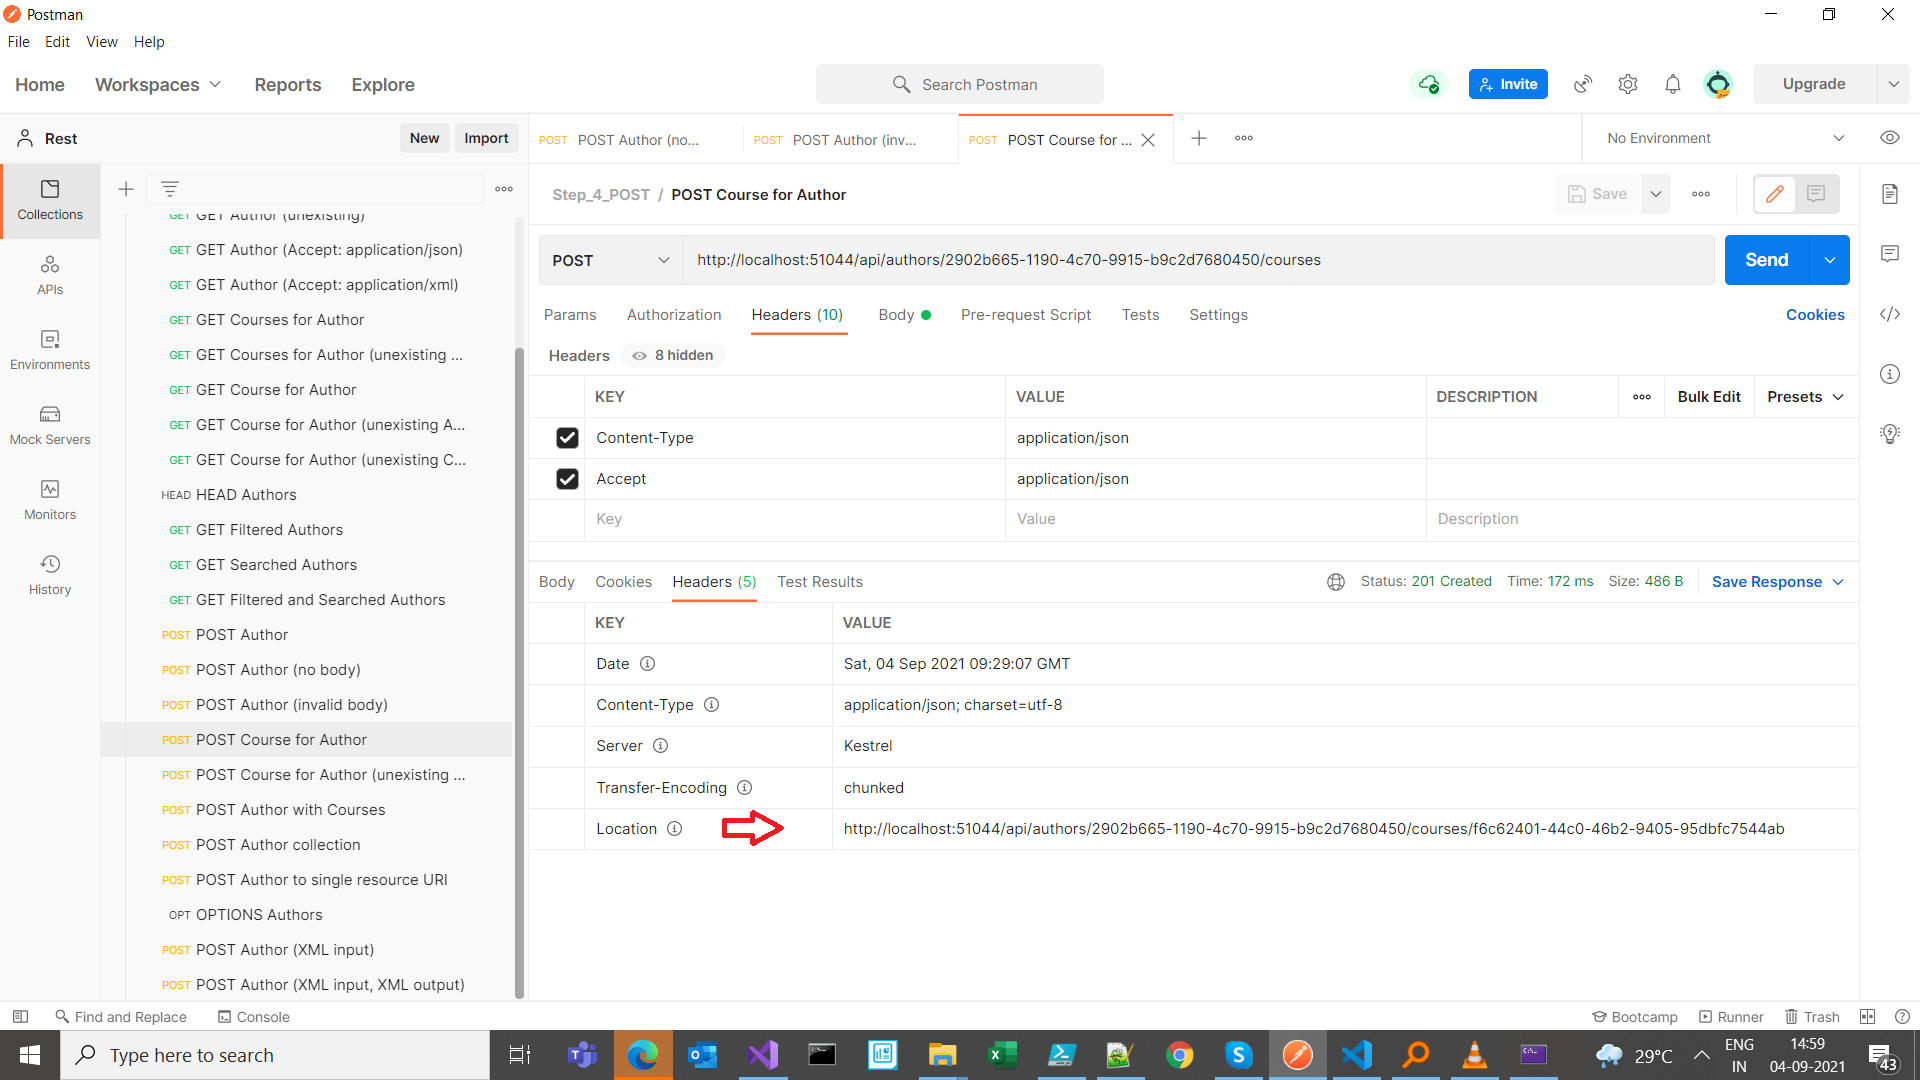 Postman
File Edit View Help
Home Workspaces Reports Explore Search Postman Invite Upgrade
Rest New Import POST POST Author (no... POST POST Author (inv... POST POST Course for ... No Environment
Step_4_POST / POST Course for Author Save
Collections
APIs
Environments
Mock Servers
Monitors
History
GET GET Author (unexisting)
GET GET Author (Accept: application/json)
GET GET Author (Accept: application/xml)
GET GET Courses for Author
GET GET Courses for Author (unexisting ...
GET GET Course for Author
GET GET Course for Author (unexisting A...
GET GET Course for Author (unexisting C...
HEAD HEAD Authors
GET GET Filtered Authors
GET GET Searched Authors
GET GET Filtered and Searched Authors
POST POST Author
POST POST Author (no body)
POST POST Author (invalid body)
POST POST Course for Author
POST POST Course for Author (unexisting ...
POST POST Author with Courses
POST POST Author collection
POST POST Author to single resource URI
OPT OPTIONS Authors
POST POST Author (XML input)
POST POST Author (XML input, XML output)
POST http://localhost:51044/api/authors/2902b665-1190-4c70-9915-b9c2d7680450/courses Send
Params Authorization Headers (10) Body Pre-request Script Tests Settings Cookies
Headers 8 hidden
KEY VALUE DESCRIPTION Bulk Edit Presets
Content-Type application/json
Accept application/json
Key Value Description
Body Cookies Headers (5) Test Results Status: 201 Created Time: 172 ms Size: 486 B Save Response
KEY VALUE
Date Sat, 04 Sep 2021 09:29:07 GMT
Content-Type application/json; charset=utf-8
Server Kestrel
Transfer-Encoding chunked
Location http://localhost:51044/api/authors/2902b665-1190-4c70-9915-b9c2d7680450/courses/f6c62401-44c0-46b2-9405-95dbfc7544ab
Find and Replace Console Bootcamp Runner Trash
Type here to search 29°C ENG IN 14:59 04-09-2021 43